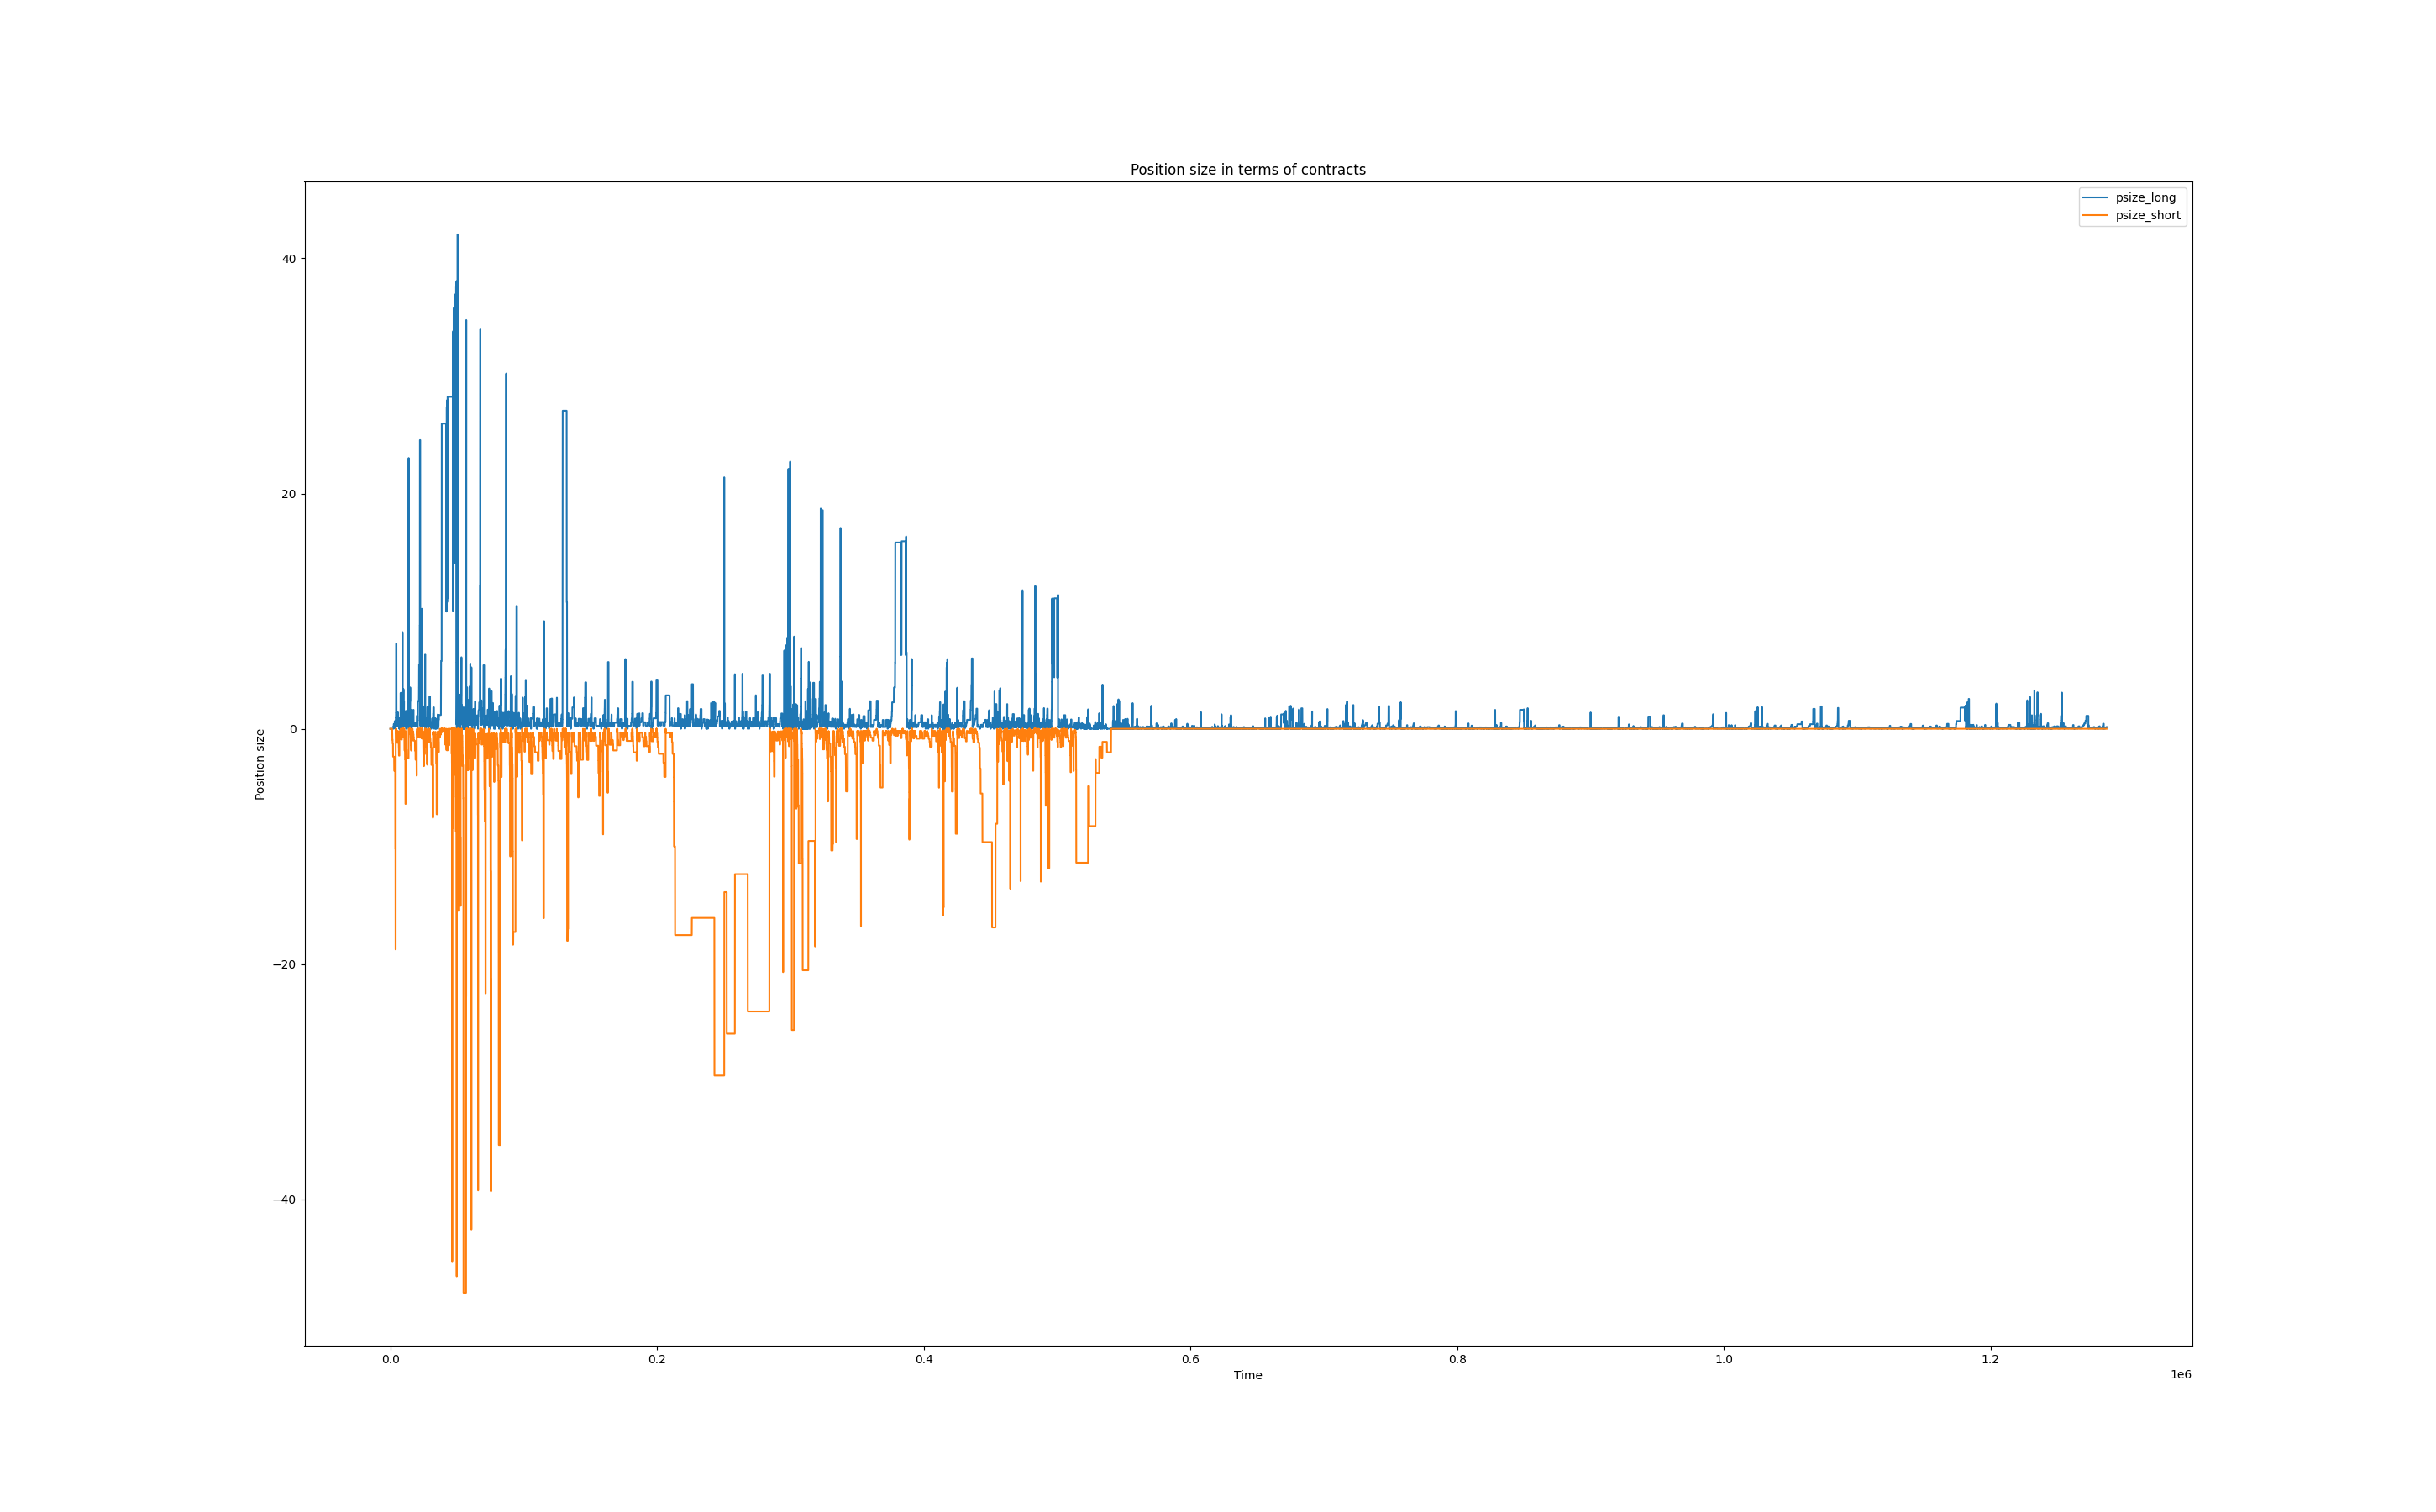 Position size in terms of contracts
psize_long
psize_short
Position size
40
20
0
−20
−40
0.0
0.2
0.4
0.6
0.8
1.0
1.2
1e6
Time